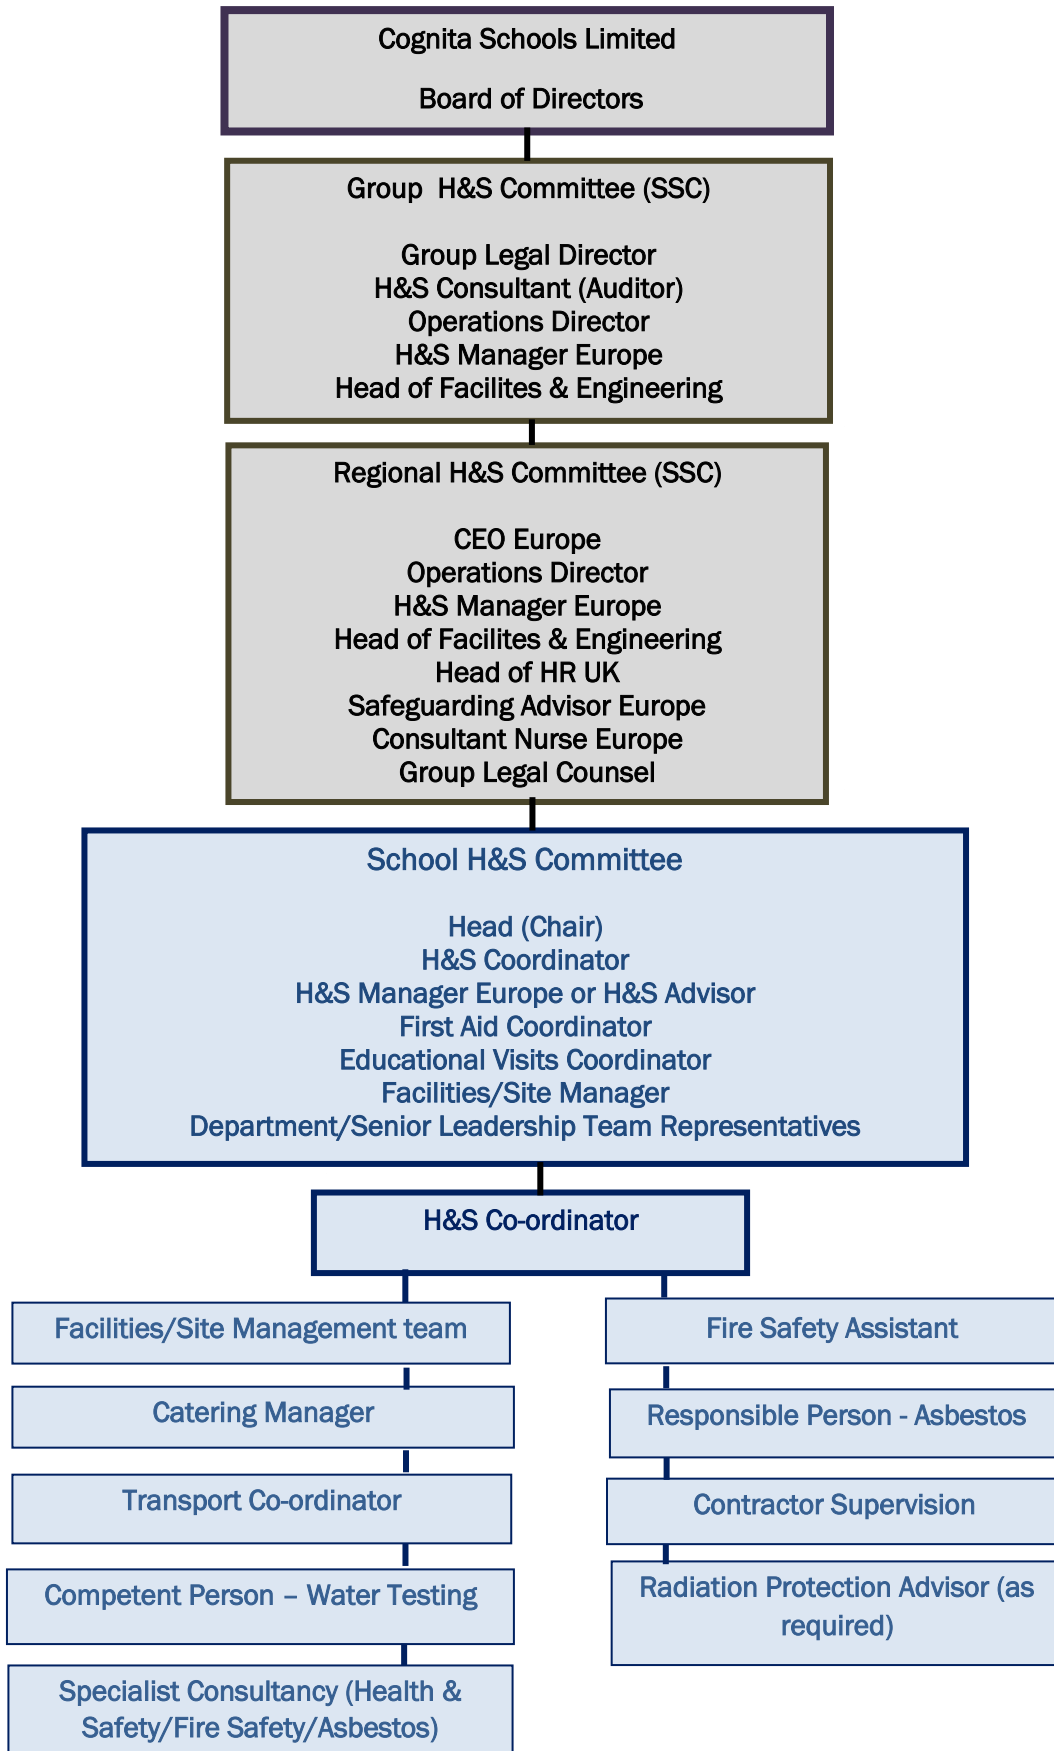 Cognita Schools Limited
Board of Directors
Group H&S Committee (SSC)
Group Legal Director
H&S Consultant (Auditor)
Operations Director
H&S Manager Europe
Head of Facilites & Engineering
Regional H&S Committee (SSC)
CEO Europe
Operations Director
H&S Manager Europe
Head of Facilites & Engineering
Head of HR UK
Safeguarding Advisor Europe
Consultant Nurse Europe
Group Legal Counsel
School H&S Committee
Head (Chair)
H&S Coordinator
H&S Manager Europe or H&S Advisor
First Aid Coordinator
Educational Visits Coordinator
Facilities/Site Manager
Department/Senior Leadership Team Representatives
H&S Co-ordinator
Facilities/Site Management team
Catering Manager
Transport Co-ordinator
Competent Person – Water Testing
Specialist Consultancy (Health &
Safety/Fire Safety/Asbestos)
Fire Safety Assistant
Responsible Person - Asbestos
Contractor Supervision
Radiation Protection Advisor (as
required)